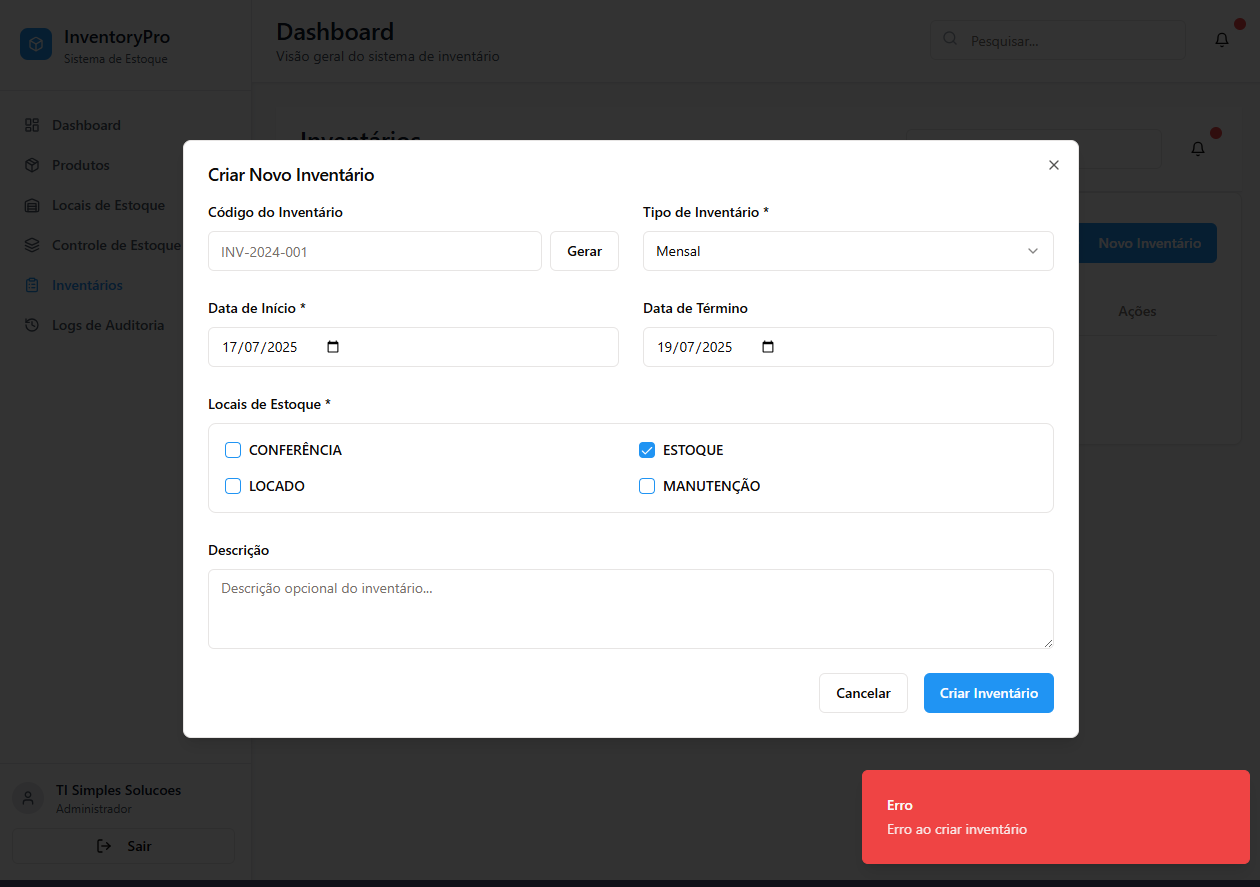 InventoryPro
Sistema de Estoque
Dashboard
Visão geral do sistema de inventário
Pesquisar...
Dashboard
Produtos
Locais de Estoque
Controle de Estoque
Inventários
Logs de Auditoria
Inventários
Novo Inventário
Ações
Criar Novo Inventário
Código do Inventário
INV-2024-001
Gerar
Tipo de Inventário *
Mensal
Data de Início *
17/07/2025
Data de Término
19/07/2025
Locais de Estoque *
CONFERÊNCIA
ESTOQUE
LOCADO
MANUTENÇÃO
Descrição
Descrição opcional do inventário...
Cancelar
Criar Inventário
TI Simples Solucoes
Administrador
Sair
Erro
Erro ao criar inventário